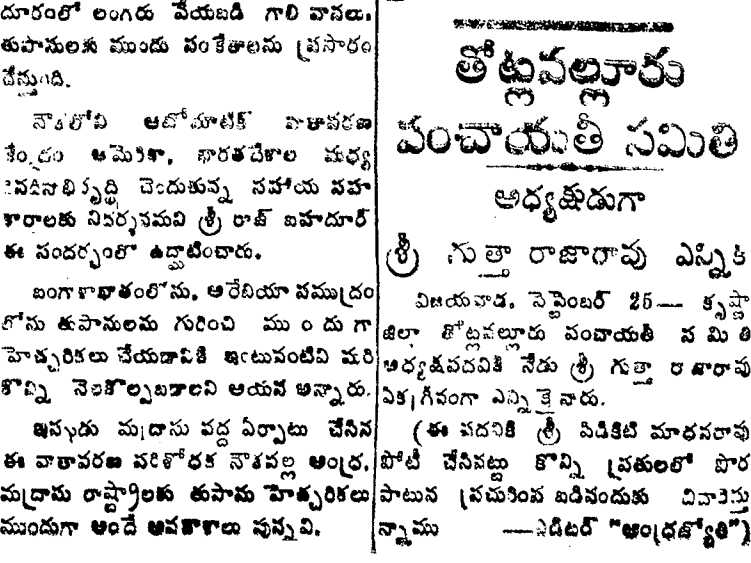 దూరంలో లంగరు వేయబడి గాలి వానలు,
తుపానులకు ముందు సంకేతాలను ప్రసారం
చేస్తుంది.
నౌకలోని ఆటోమాటిక్ వాతావరణ
కేంద్రం అమెరికా, భారతదేశాల మధ్య
దినదినాభివృద్ధి చెందుతున్న సహాయ సహ
కారాలకు నిదర్శనమని శ్రీ రాజ్ బహదూర్
ఈ సందర్భంలో ఉద్ఘాటించారు.
బంగాళాఖాతంలోను, అరేబియా సముద్రం
లోను తుపానులను గురించి ముందుగా
హెచ్చరికలు చేయడానికి ఇటువంటివి మరి
కొన్ని నెలకొల్పబడాలని ఆయన అన్నారు.
ఇప్పుడు మద్రాసు వద్ద ఏర్పాటు చేసిన
ఈ వాతావరణ పరిశోధక నౌకవల్ల ఆంధ్ర,
మద్రాసు రాష్ట్రాలకు తుపాను హెచ్చరికలు
ముందుగా అందే అవకాశాలు వున్నవి.
తోట్లవల్లూరు
పంచాయతీ సమితి
అధ్యక్షుడుగా
శ్రీ గుత్తా రాజారావు ఎన్నిక
విజయవాడ, సెప్టెంబర్ 25— కృష్ణా
జిల్లా తోట్లవల్లూరు పంచాయతీ సమితి
అధ్యక్షపదవికి నేడు శ్రీ గుత్తా రాజారావు
ఏకగ్రీవంగా ఎన్నికైనారు.
(ఈ పదవికి శ్రీ పిడికిటి మాధవరావు
పోటీ చేసినట్టు కొన్ని ప్రతులలో పొర
పాటున ప్రచురింప బడినందుకు చింతిస్తు
న్నాము —ఎడిటర్ "ఆంధ్రజ్యోతి")